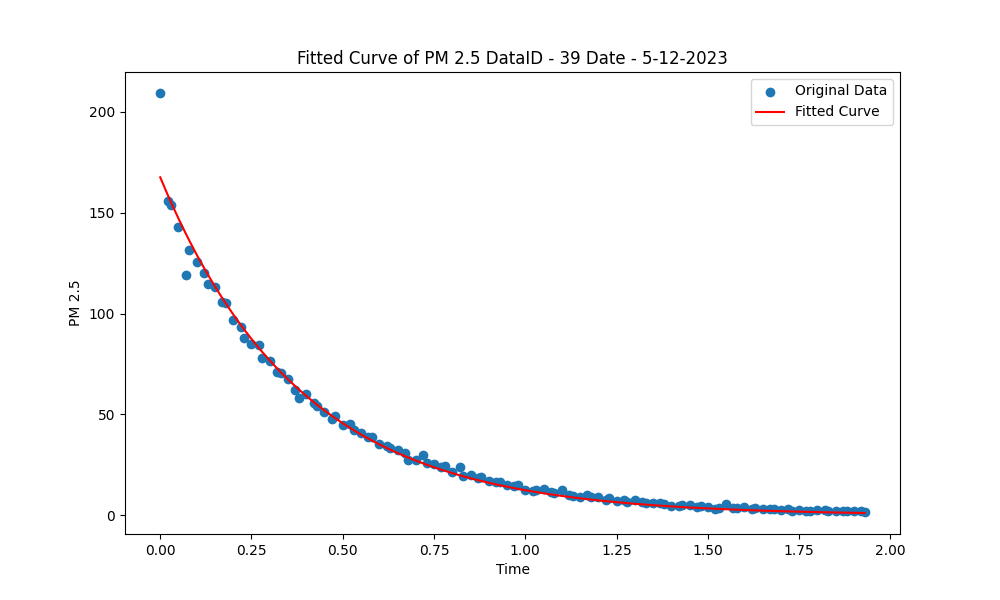 Fitted Curve of PM 2.5 DataID - 39 Date - 5-12-2023
Original Data
Fitted Curve
200
150
100
50
0
PM 2.5
0.00 0.25 0.50 0.75 1.00 1.25 1.50 1.75 2.00
Time